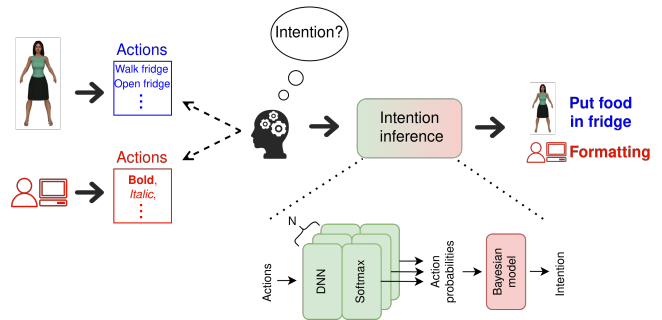 Intention?
Actions
Walk fridge
Open fridge
Actions
Bold,
Italic,
Intention
inference
Put food
in fridge
Formatting
N
Actions
DNN
Softmax
Action
probabilities
Bayesian
model
Intention